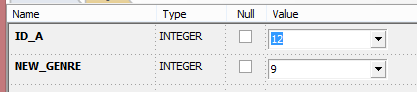 Name Type Null Value
ID_A INTEGER 12
NEW_GENRE INTEGER 9